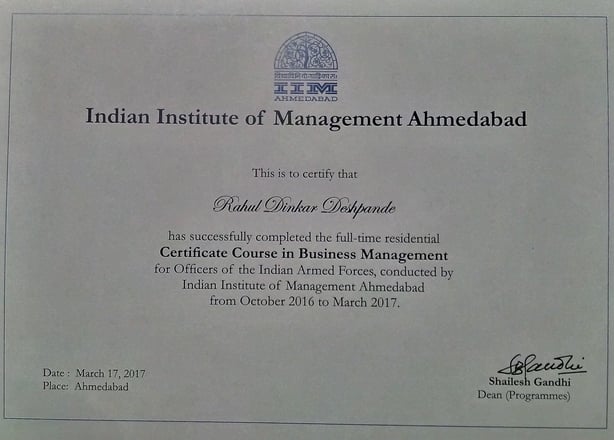 IIM
AHMEDABAD
Indian Institute of Management Ahmedabad
This is to certify that
Rahul Dinkar Deshpande
has successfully completed the full-time residential
Certificate Course in Business Management
for Officers of the Indian Armed Forces, conducted by
Indian Institute of Management Ahmedabad
from October 2016 to March 2017.
Date : March 17, 2017
Place: Ahmedabad
Shailesh Gandhi
Dean (Programmes)